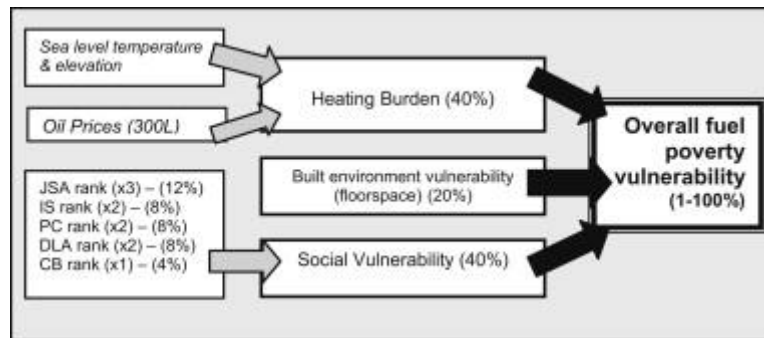 Sea level temperature
& elevation
Oil Prices (300L)
JSA rank (x3) – (12%)
IS rank (x2) – (8%)
PC rank (x2) – (8%)
DLA rank (x2) – (8%)
CB rank (x1) – (4%)
Heating Burden (40%)
Built environment vulnerability
(floorspace) (20%)
Social Vulnerability (40%)
Overall fuel
poverty
vulnerability
(1-100%)